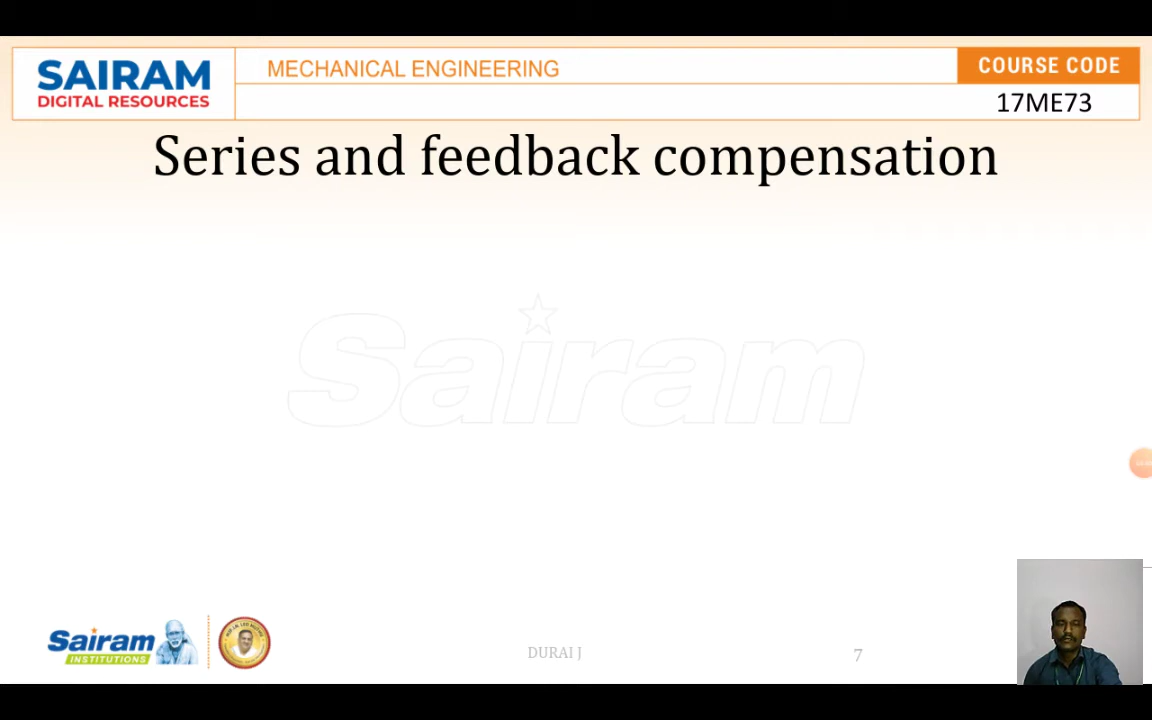 SAIRAM
DIGITAL RESOURCES
MECHANICAL ENGINEERING
COURSE CODE
17ME73
Series and feedback compensation
Sairam
Sairam
INSTITUTIONS
DURAI J
7